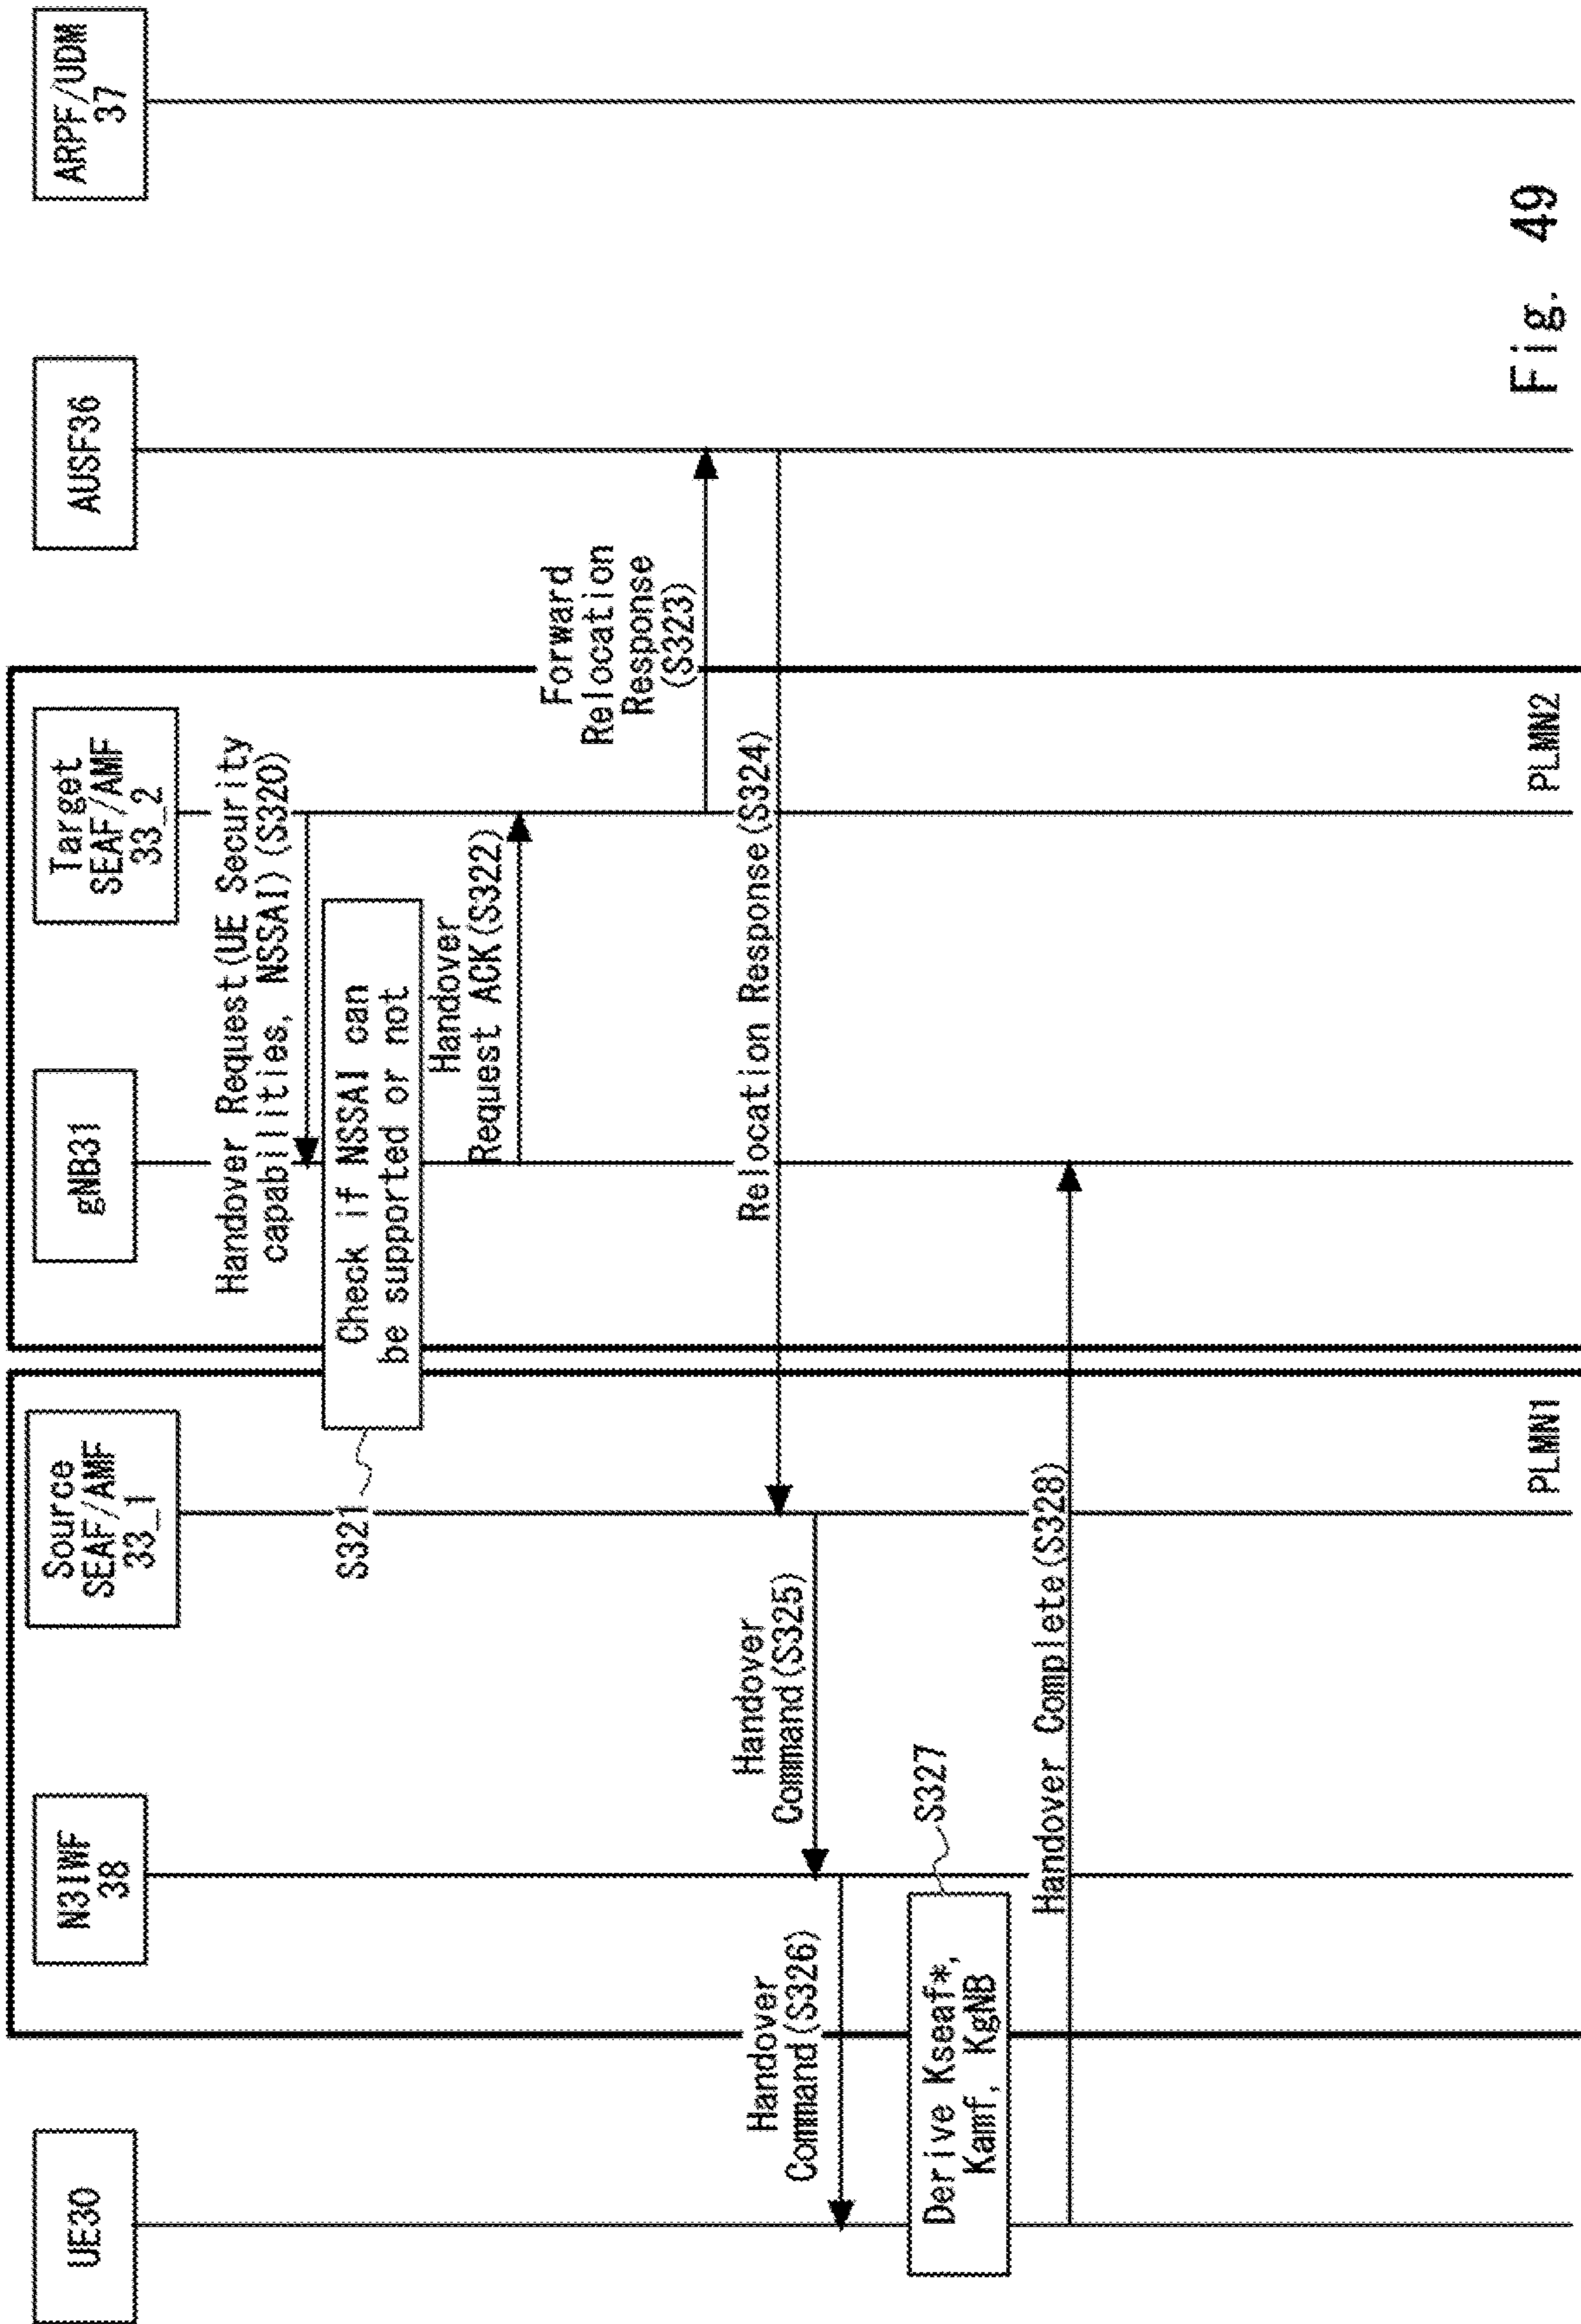 UE30
N3IWF
38
Source
SEAF/AMF
33_1
gNB31
Target
SEAF/AMF
33_2
AUSF36
ARPF/UDM
37
Handover Request(UE Security
capabilities, NSSAI)(S320)
S321
Check if NSSAI can
be supported or not
Handover
Request ACK(S322)
Forward
Relocation
Response
(S323)
Relocation Response(S324)
Handover
Command(S325)
Handover
Command(S326)
S327
Derive Kseaf*,
Kamf, KgNB
Handover Complete(S328)
PLMN1
PLMN2
Fig. 49